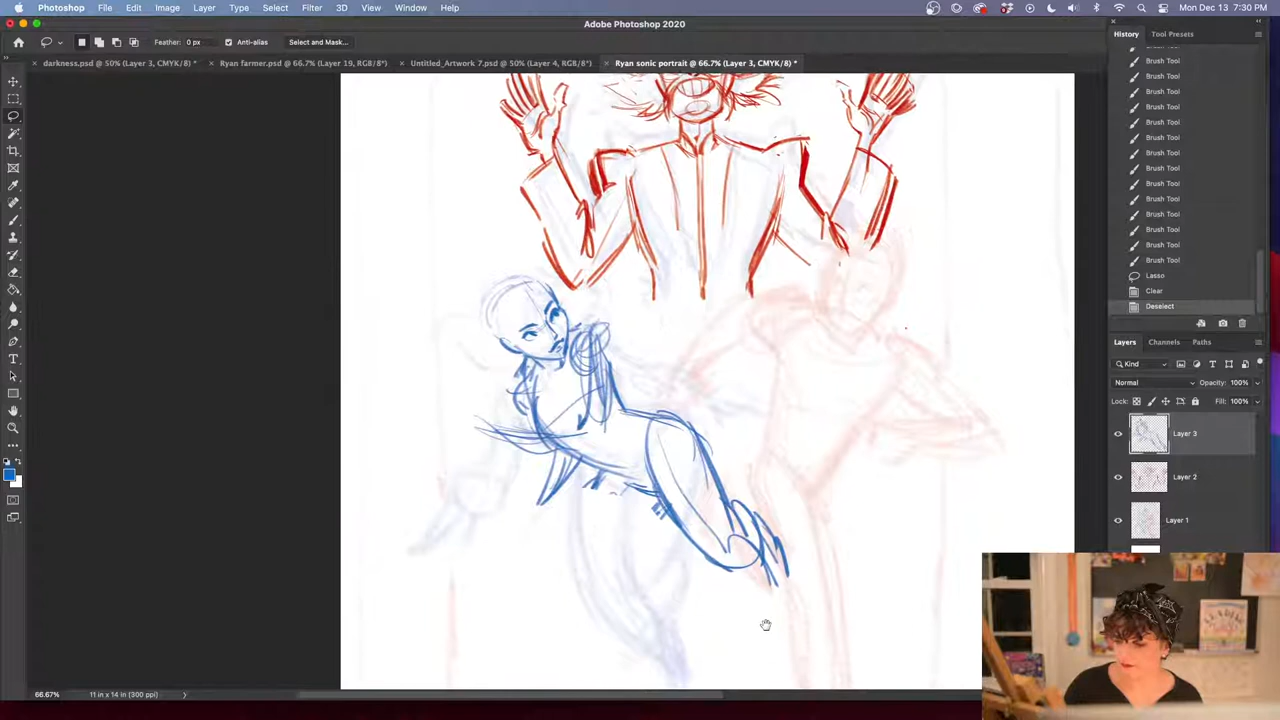 Photoshop File Edit Image Layer Type Select Filter 3D View Window Help Mon Dec 13 7:30 PM
Adobe Photoshop 2020
Feather: 0 px Anti-alias Select and Mask...
darkness.psd @ 50% (Layer 3, CMYK/8) * Ryan farmer.psd @ 66.7% (Layer 19, RGB/8*) Untitled_Artwork 7.psd @ 50% (Layer 4, RGB/8*) Ryan sonic portrait @ 66.7% (Layer 3, CMYK/8) *
History Tool Presets
Brush Tool
Brush Tool
Brush Tool
Brush Tool
Brush Tool
Brush Tool
Brush Tool
Brush Tool
Brush Tool
Brush Tool
Brush Tool
Brush Tool
Brush Tool
Brush Tool
Lasso
Clear
Deselect
Layers Channels Paths
Kind
Normal Opacity: 100%
Lock: Fill: 100%
Layer 3
Layer 2
Layer 1
66.67% 11 in x 14 in (300 ppi)